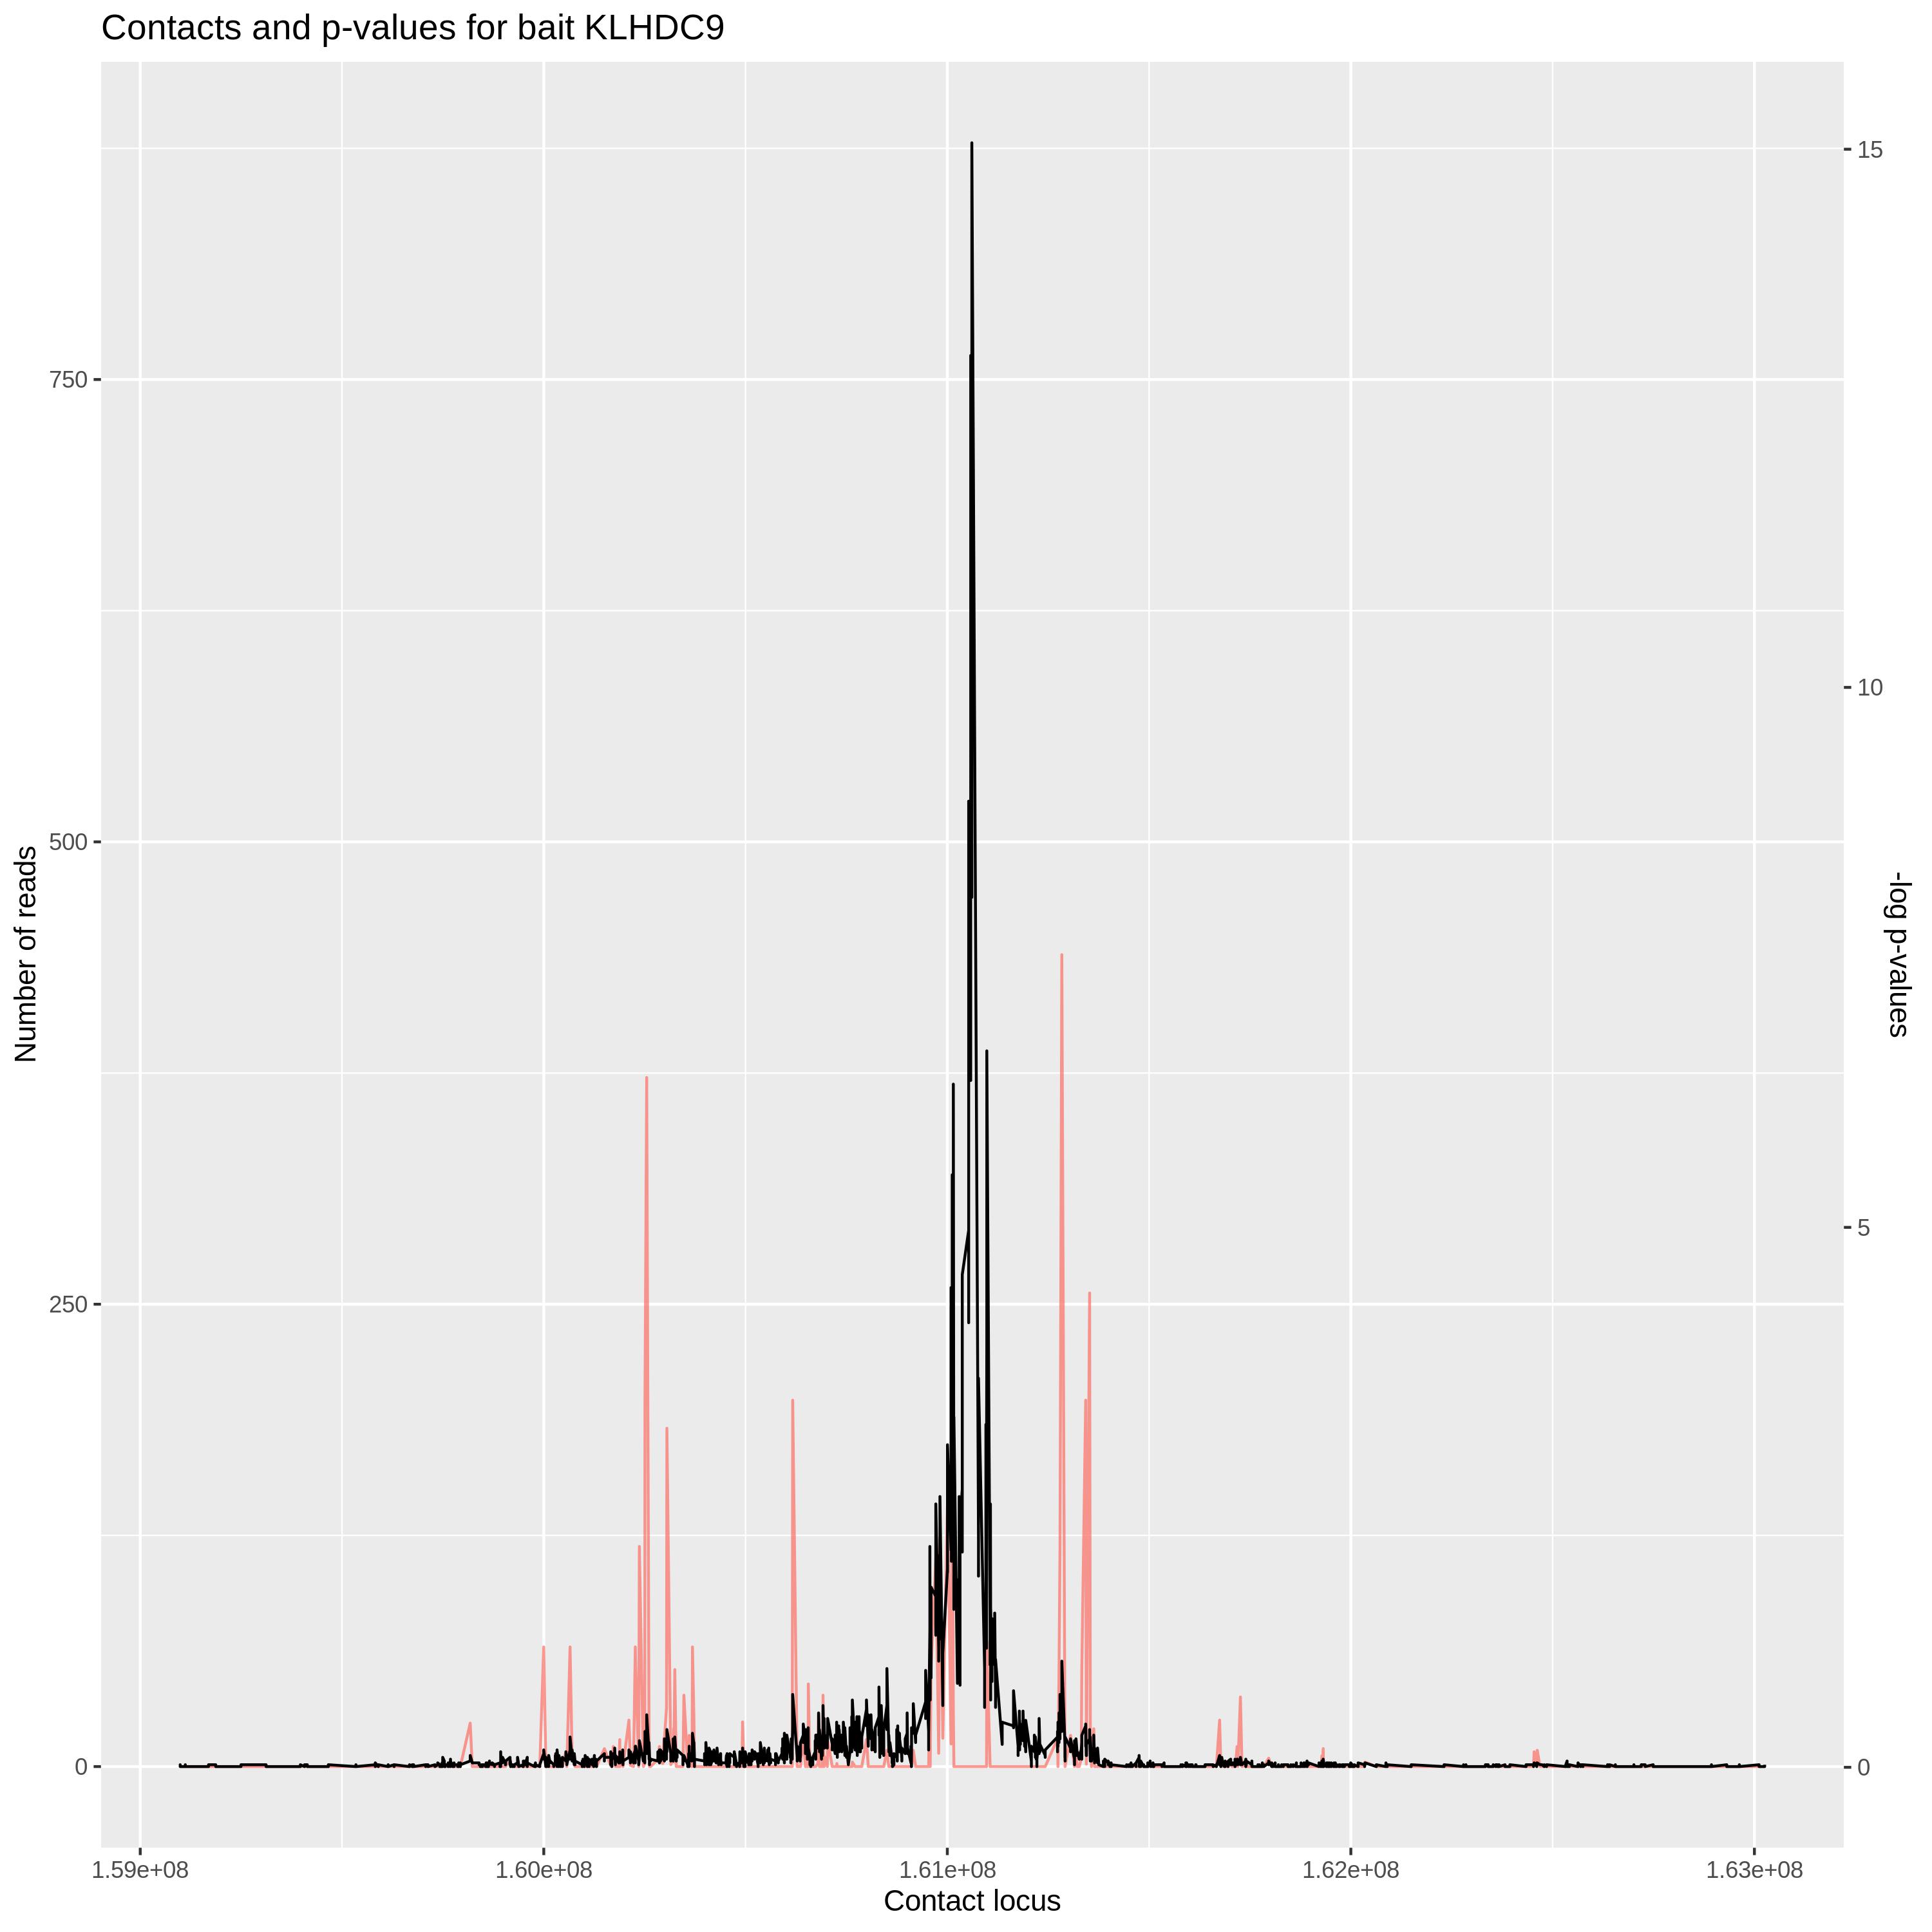 Contacts and p-values for bait KLHDC9
15
750
10
500
Number of reads
-log p-values
5
250
0
0
1.59e+08
1.60e+08
1.61e+08
1.62e+08
1.63e+08
Contact locus